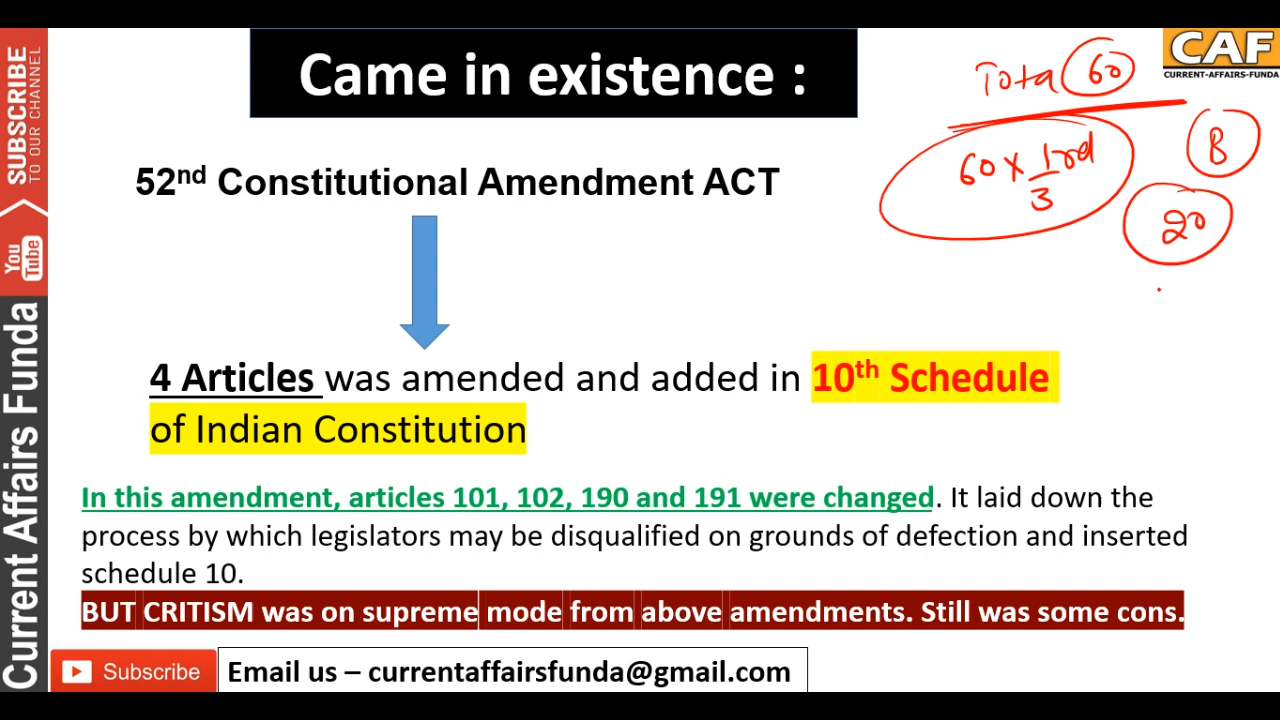 Came in existence :
CAF
CURRENT-AFFAIRS-FUNDA
Total 60
60 x 1rd
3
B
20
52nd Constitutional Amendment ACT
4 Articles was amended and added in 10th Schedule
of Indian Constitution
In this amendment, articles 101, 102, 190 and 191 were changed. It laid down the
process by which legislators may be disqualified on grounds of defection and inserted
schedule 10.
BUT CRITISM was on supreme mode from above amendments. Still was some cons.
Subscribe
Email us – currentaffairsfunda@gmail.com
SUBSCRIBE
TO OUR CHANNEL
You
Tube
Current Affairs Funda